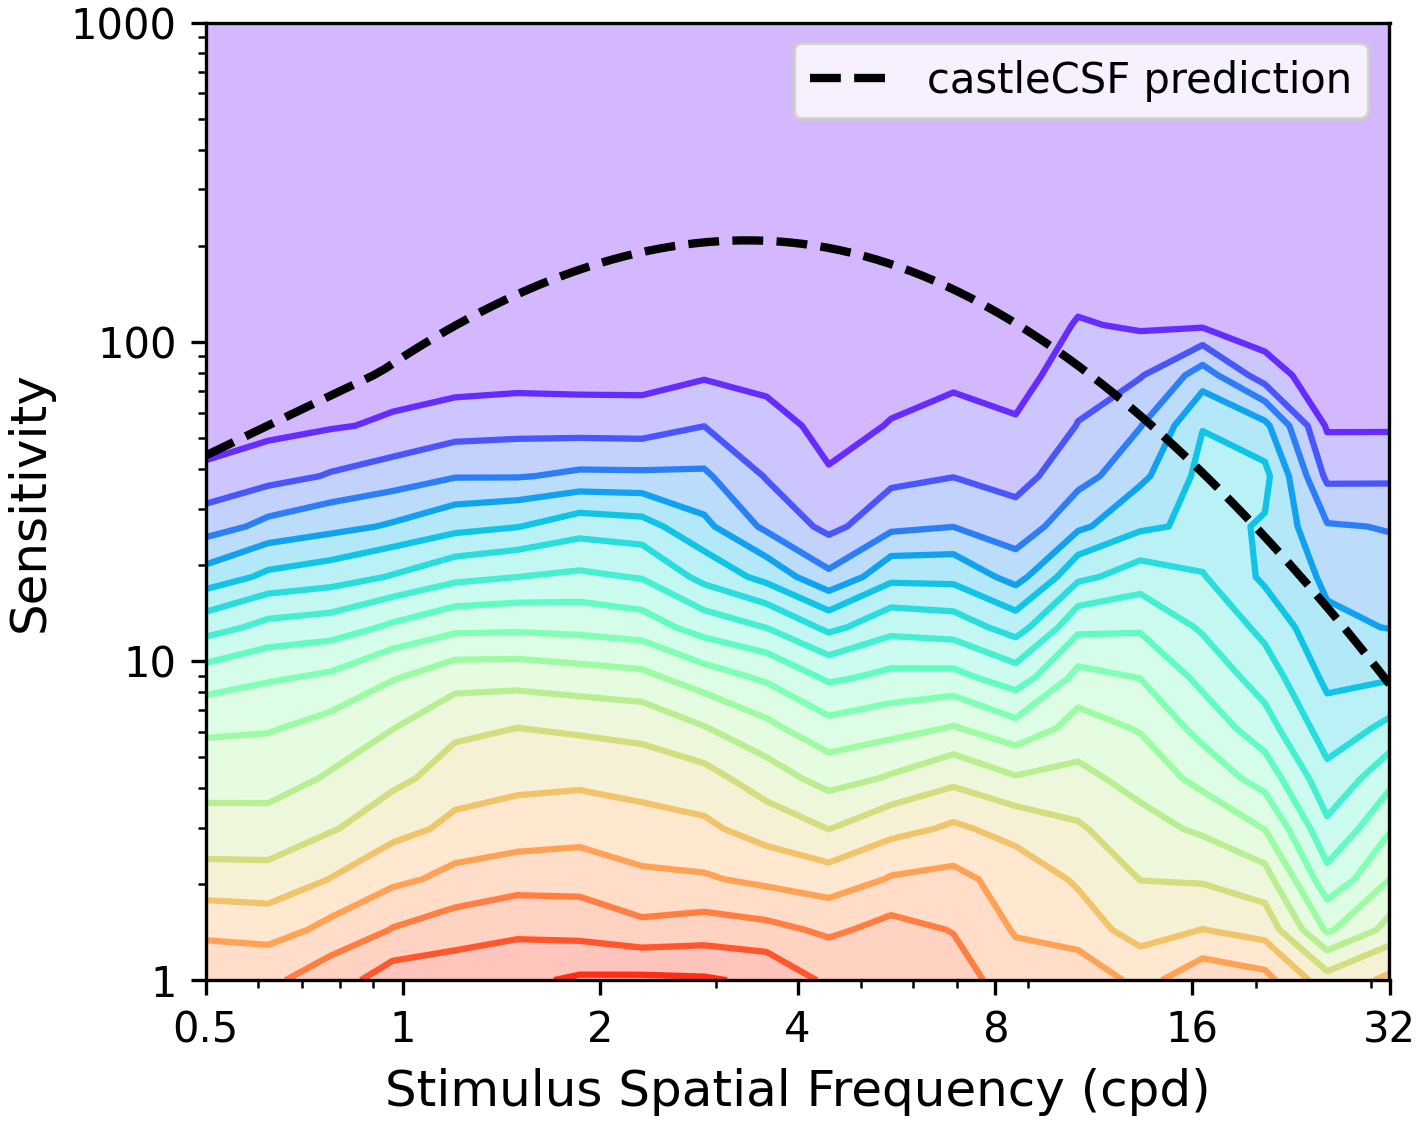 1000
castleCSF prediction
100
Sensitivity
10
1
0.5 1 2 4 8 16 32
Stimulus Spatial Frequency (cpd)